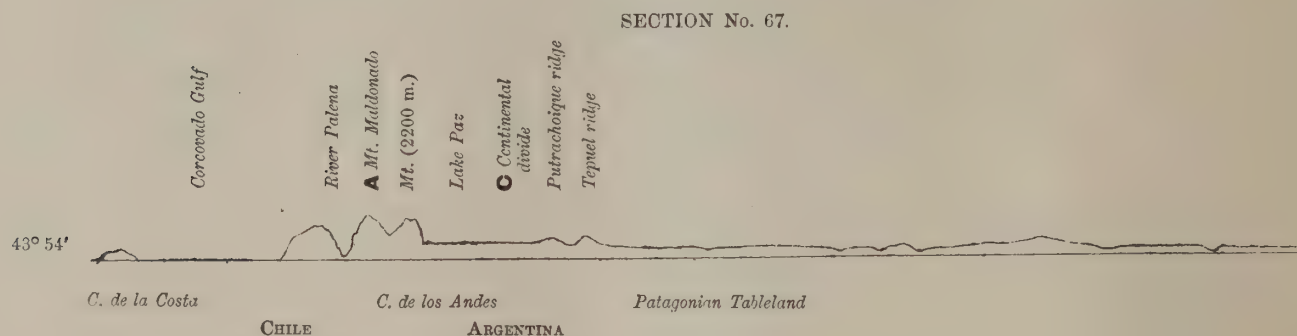 SECTION No. 67.
Corcovado Gulf
River Palena
A Mt. Maldonado
Mt. (2200 m.)
Lake Paz
C Continental
divide
Putrachoique ridge
Tepuel ridge
43° 54'
C. de la Costa
C. de los Andes
Patagonian Tableland
CHILE
ARGENTINA